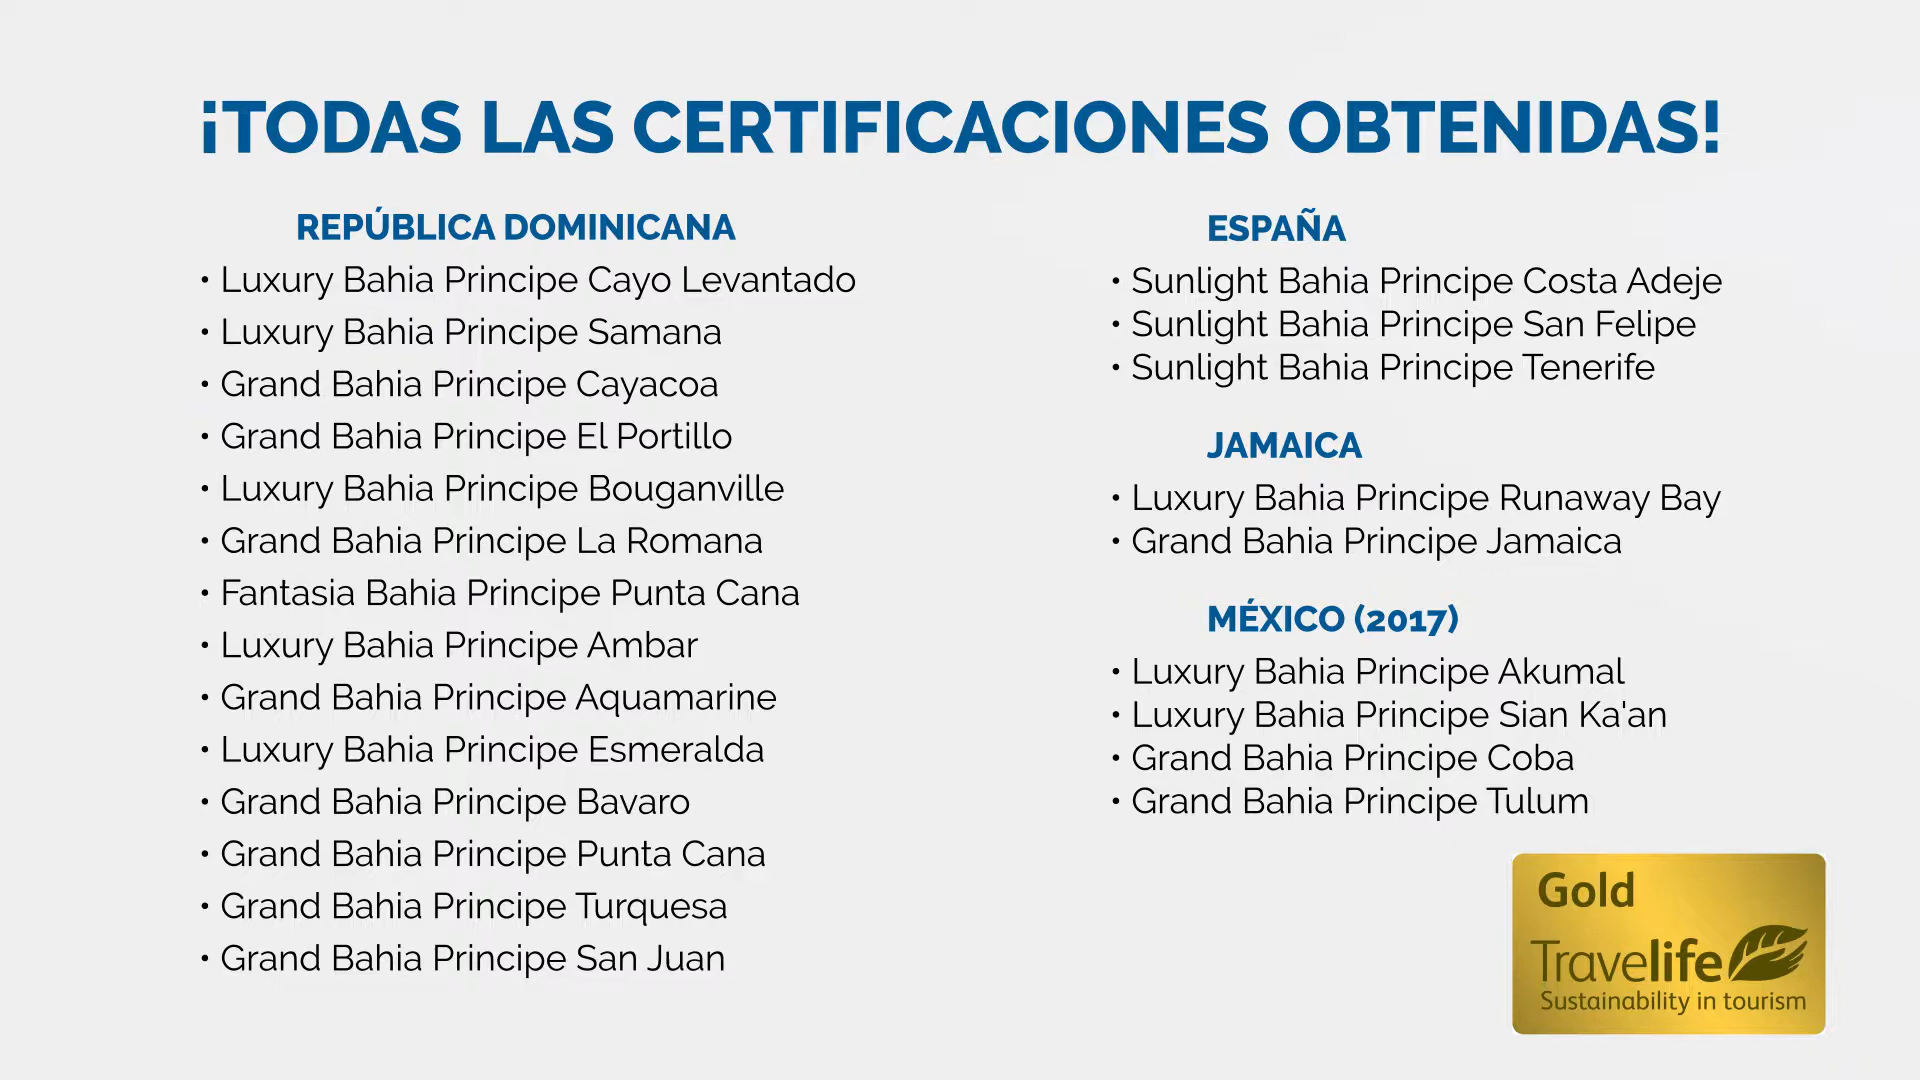 ¡TODAS LAS CERTIFICACIONES OBTENIDAS!
REPÚBLICA DOMINICANA
• Luxury Bahia Principe Cayo Levantado
• Luxury Bahia Principe Samana
• Grand Bahia Principe Cayacoa
• Grand Bahia Principe El Portillo
• Luxury Bahia Principe Bouganville
• Grand Bahia Principe La Romana
• Fantasia Bahia Principe Punta Cana
• Luxury Bahia Principe Ambar
• Grand Bahia Principe Aquamarine
• Luxury Bahia Principe Esmeralda
• Grand Bahia Principe Bavaro
• Grand Bahia Principe Punta Cana
• Grand Bahia Principe Turquesa
• Grand Bahia Principe San Juan
ESPAÑA
• Sunlight Bahia Principe Costa Adeje
• Sunlight Bahia Principe San Felipe
• Sunlight Bahia Principe Tenerife
JAMAICA
• Luxury Bahia Principe Runaway Bay
• Grand Bahia Principe Jamaica
MÉXICO (2017)
• Luxury Bahia Principe Akumal
• Luxury Bahia Principe Sian Ka'an
• Grand Bahia Principe Coba
• Grand Bahia Principe Tulum
Gold
Travelife
Sustainability in tourism